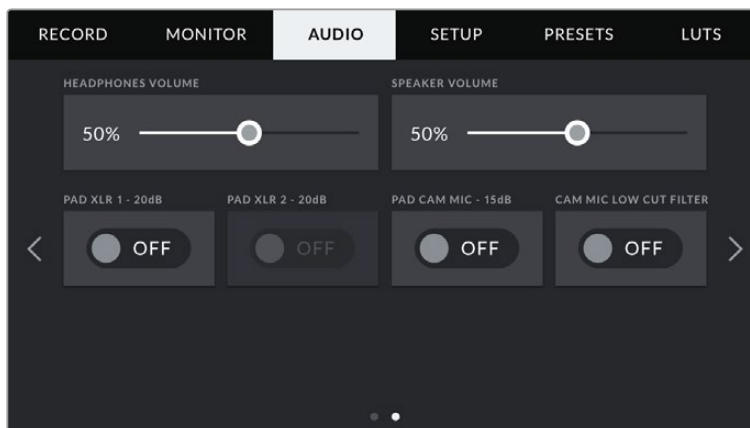 RECORD MONITOR AUDIO SETUP PRESETS LUTS
HEADPHONES VOLUME SPEAKER VOLUME
50% 50%
PAD XLR 1 - 20dB PAD XLR 2 - 20dB PAD CAM MIC - 15dB CAM MIC LOW CUT FILTER
OFF OFF OFF OFF